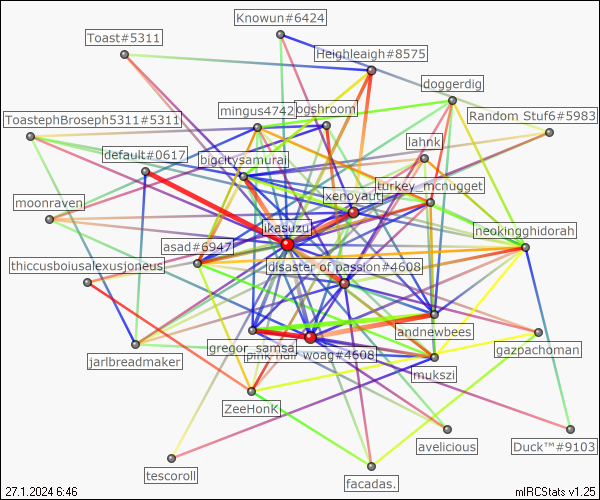 Knowun#6424
Toast#5311
Heighleaigh#8575
doggerdig
mingus4742
ogshroom
ToastephBroseph5311#5311
Random Stuf6#5983
lahnk
default#0617
bigcitysamurai
turkey_mcnugget
xenoyautj
moonraven
ikasuzu
neokingghidorah
asad#6947
thiccusboiusalexusjoneus
disaster of passion#4608
andnewbees
gregor_samsa
pink hair woag#4608
gazpachoman
jarlbreadmaker
mukszi
ZeeHonK
avelicious
Duck™#9103
tescoroll
facadas.
27.1.2024 6:46
mIRCStats v1.25